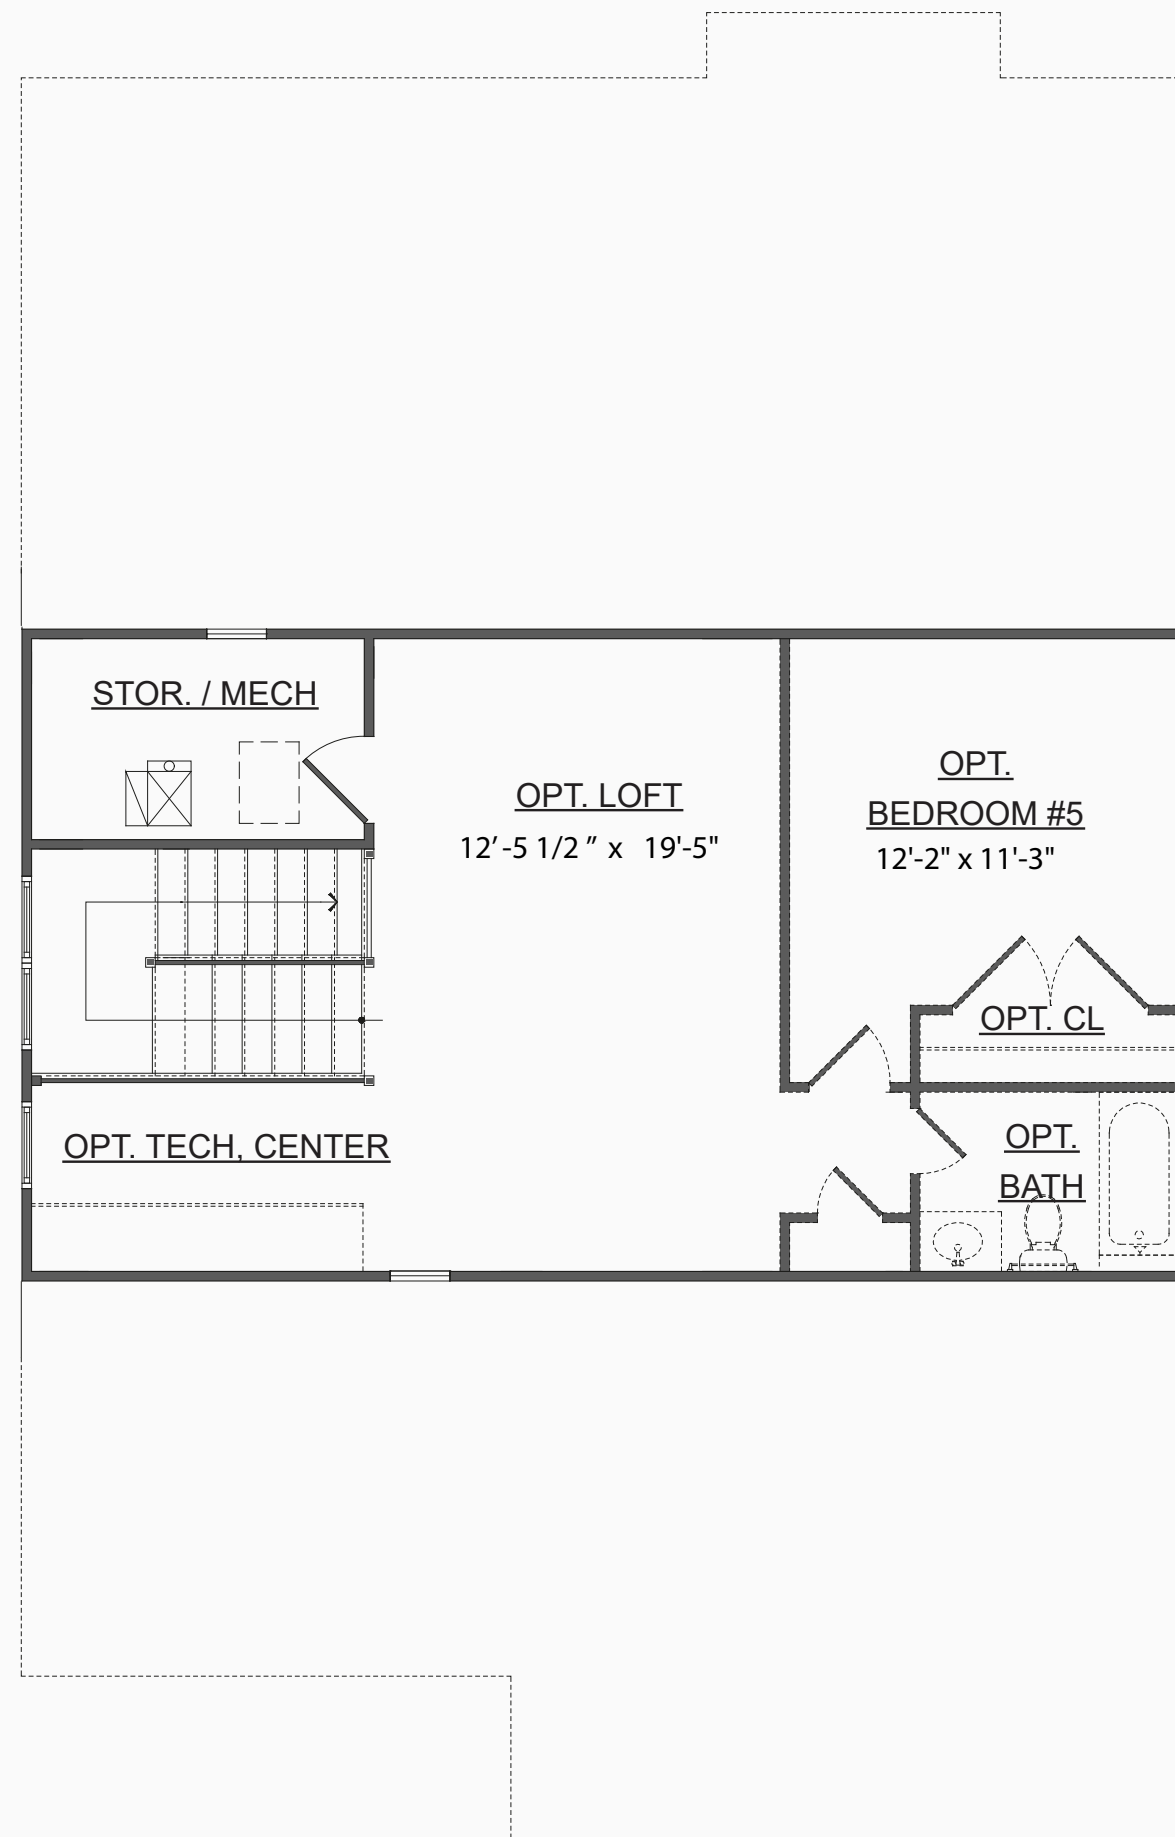 STOR. / MECH
OPT. LOFT
12'-5 1/2 " x 19'-5"
OPT.
BEDROOM #5
12'-2" x 11'-3"
OPT. CL
OPT. TECH, CENTER
OPT.
BATH